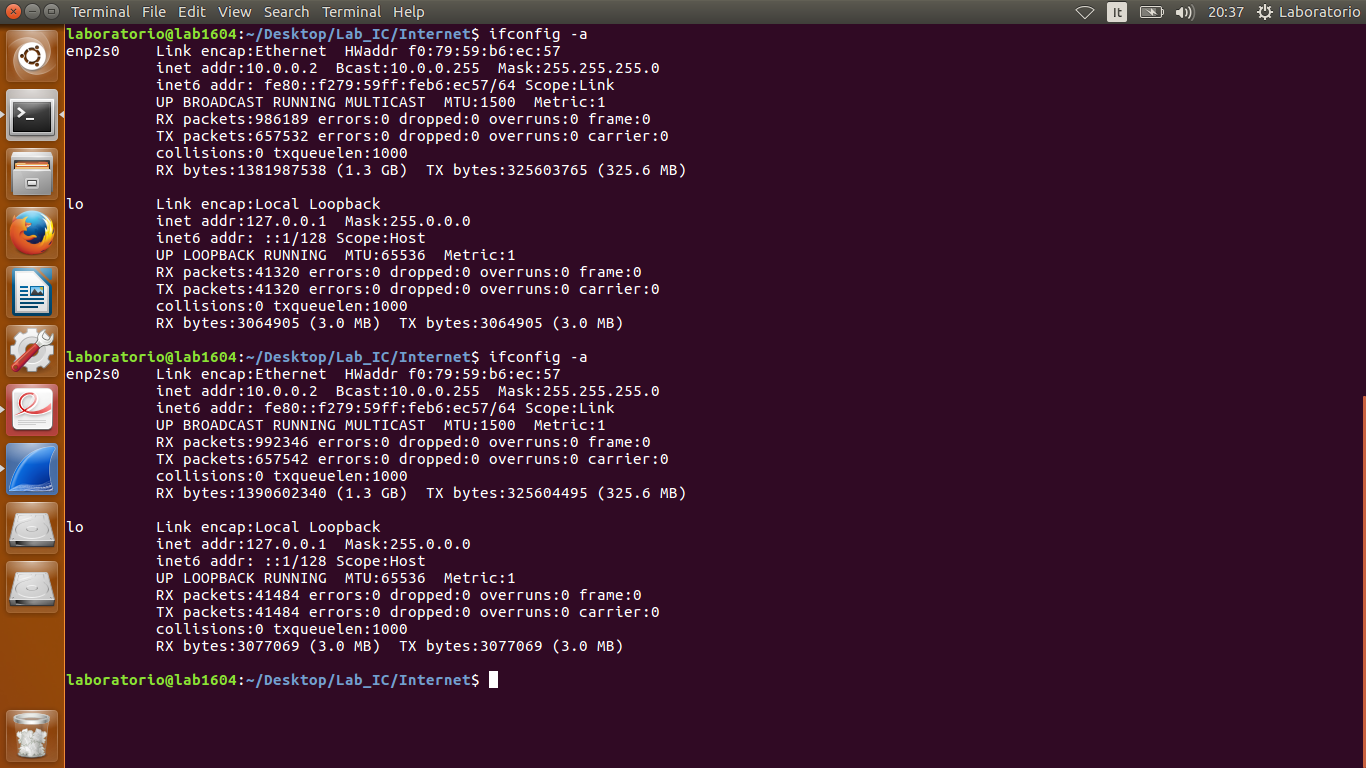 Terminal File Edit View Search Terminal Help It 20:37 Laboratorio
laboratorio@lab1604:~/Desktop/Lab_IC/Internet$ ifconfig -a
enp2s0    Link encap:Ethernet  HWaddr f0:79:59:b6:ec:57
          inet addr:10.0.0.2  Bcast:10.0.0.255  Mask:255.255.255.0
          inet6 addr: fe80::f279:59ff:feb6:ec57/64 Scope:Link
          UP BROADCAST RUNNING MULTICAST  MTU:1500  Metric:1
          RX packets:986189 errors:0 dropped:0 overruns:0 frame:0
          TX packets:657532 errors:0 dropped:0 overruns:0 carrier:0
          collisions:0 txqueuelen:1000
          RX bytes:1381987538 (1.3 GB)  TX bytes:325603765 (325.6 MB)

lo        Link encap:Local Loopback
          inet addr:127.0.0.1  Mask:255.0.0.0
          inet6 addr: ::1/128 Scope:Host
          UP LOOPBACK RUNNING  MTU:65536  Metric:1
          RX packets:41320 errors:0 dropped:0 overruns:0 frame:0
          TX packets:41320 errors:0 dropped:0 overruns:0 carrier:0
          collisions:0 txqueuelen:1000
          RX bytes:3064905 (3.0 MB)  TX bytes:3064905 (3.0 MB)

laboratorio@lab1604:~/Desktop/Lab_IC/Internet$ ifconfig -a
enp2s0    Link encap:Ethernet  HWaddr f0:79:59:b6:ec:57
          inet addr:10.0.0.2  Bcast:10.0.0.255  Mask:255.255.255.0
          inet6 addr: fe80::f279:59ff:feb6:ec57/64 Scope:Link
          UP BROADCAST RUNNING MULTICAST  MTU:1500  Metric:1
          RX packets:992346 errors:0 dropped:0 overruns:0 frame:0
          TX packets:657542 errors:0 dropped:0 overruns:0 carrier:0
          collisions:0 txqueuelen:1000
          RX bytes:1390602340 (1.3 GB)  TX bytes:325604495 (325.6 MB)

lo        Link encap:Local Loopback
          inet addr:127.0.0.1  Mask:255.0.0.0
          inet6 addr: ::1/128 Scope:Host
          UP LOOPBACK RUNNING  MTU:65536  Metric:1
          RX packets:41484 errors:0 dropped:0 overruns:0 frame:0
          TX packets:41484 errors:0 dropped:0 overruns:0 carrier:0
          collisions:0 txqueuelen:1000
          RX bytes:3077069 (3.0 MB)  TX bytes:3077069 (3.0 MB)

laboratorio@lab1604:~/Desktop/Lab_IC/Internet$